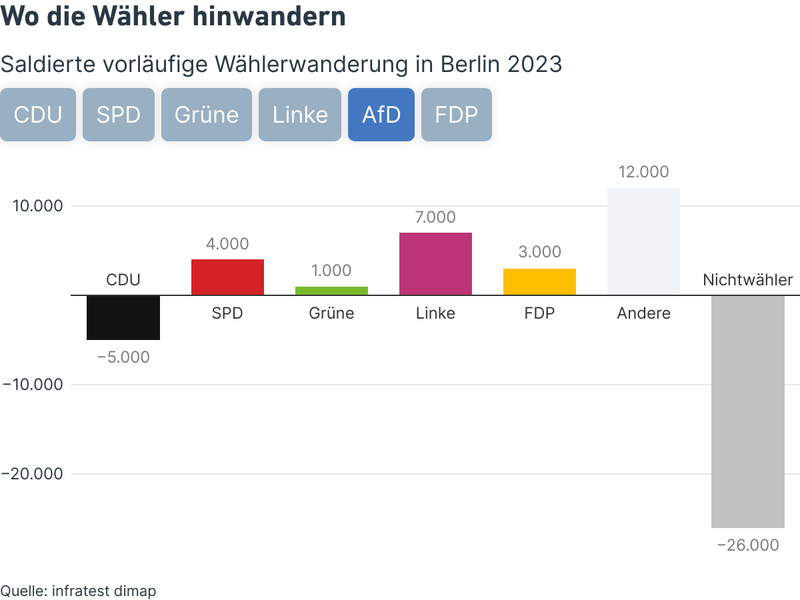 Wo die Wähler hinwandern
Saldierte vorläufige Wählerwanderung in Berlin 2023
CDU SPD Grüne Linke AfD FDP
12.000
10.000
7.000
4.000
3.000
1.000
CDU
Nichtwähler
SPD Grüne Linke FDP Andere
−5.000
−10.000
−20.000
−26.000
Quelle: infratest dimap